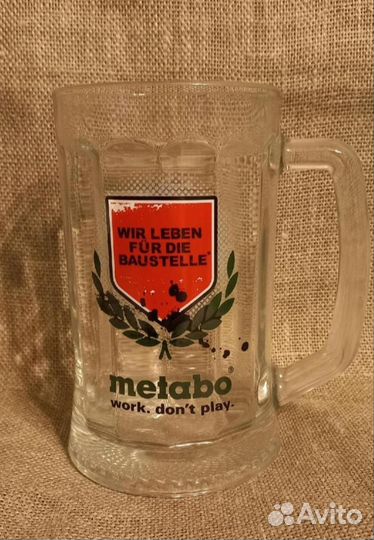 WIR LEBEN
FÜR DIE
BAUSTELLE
metabo®
work. don't play.
Avito